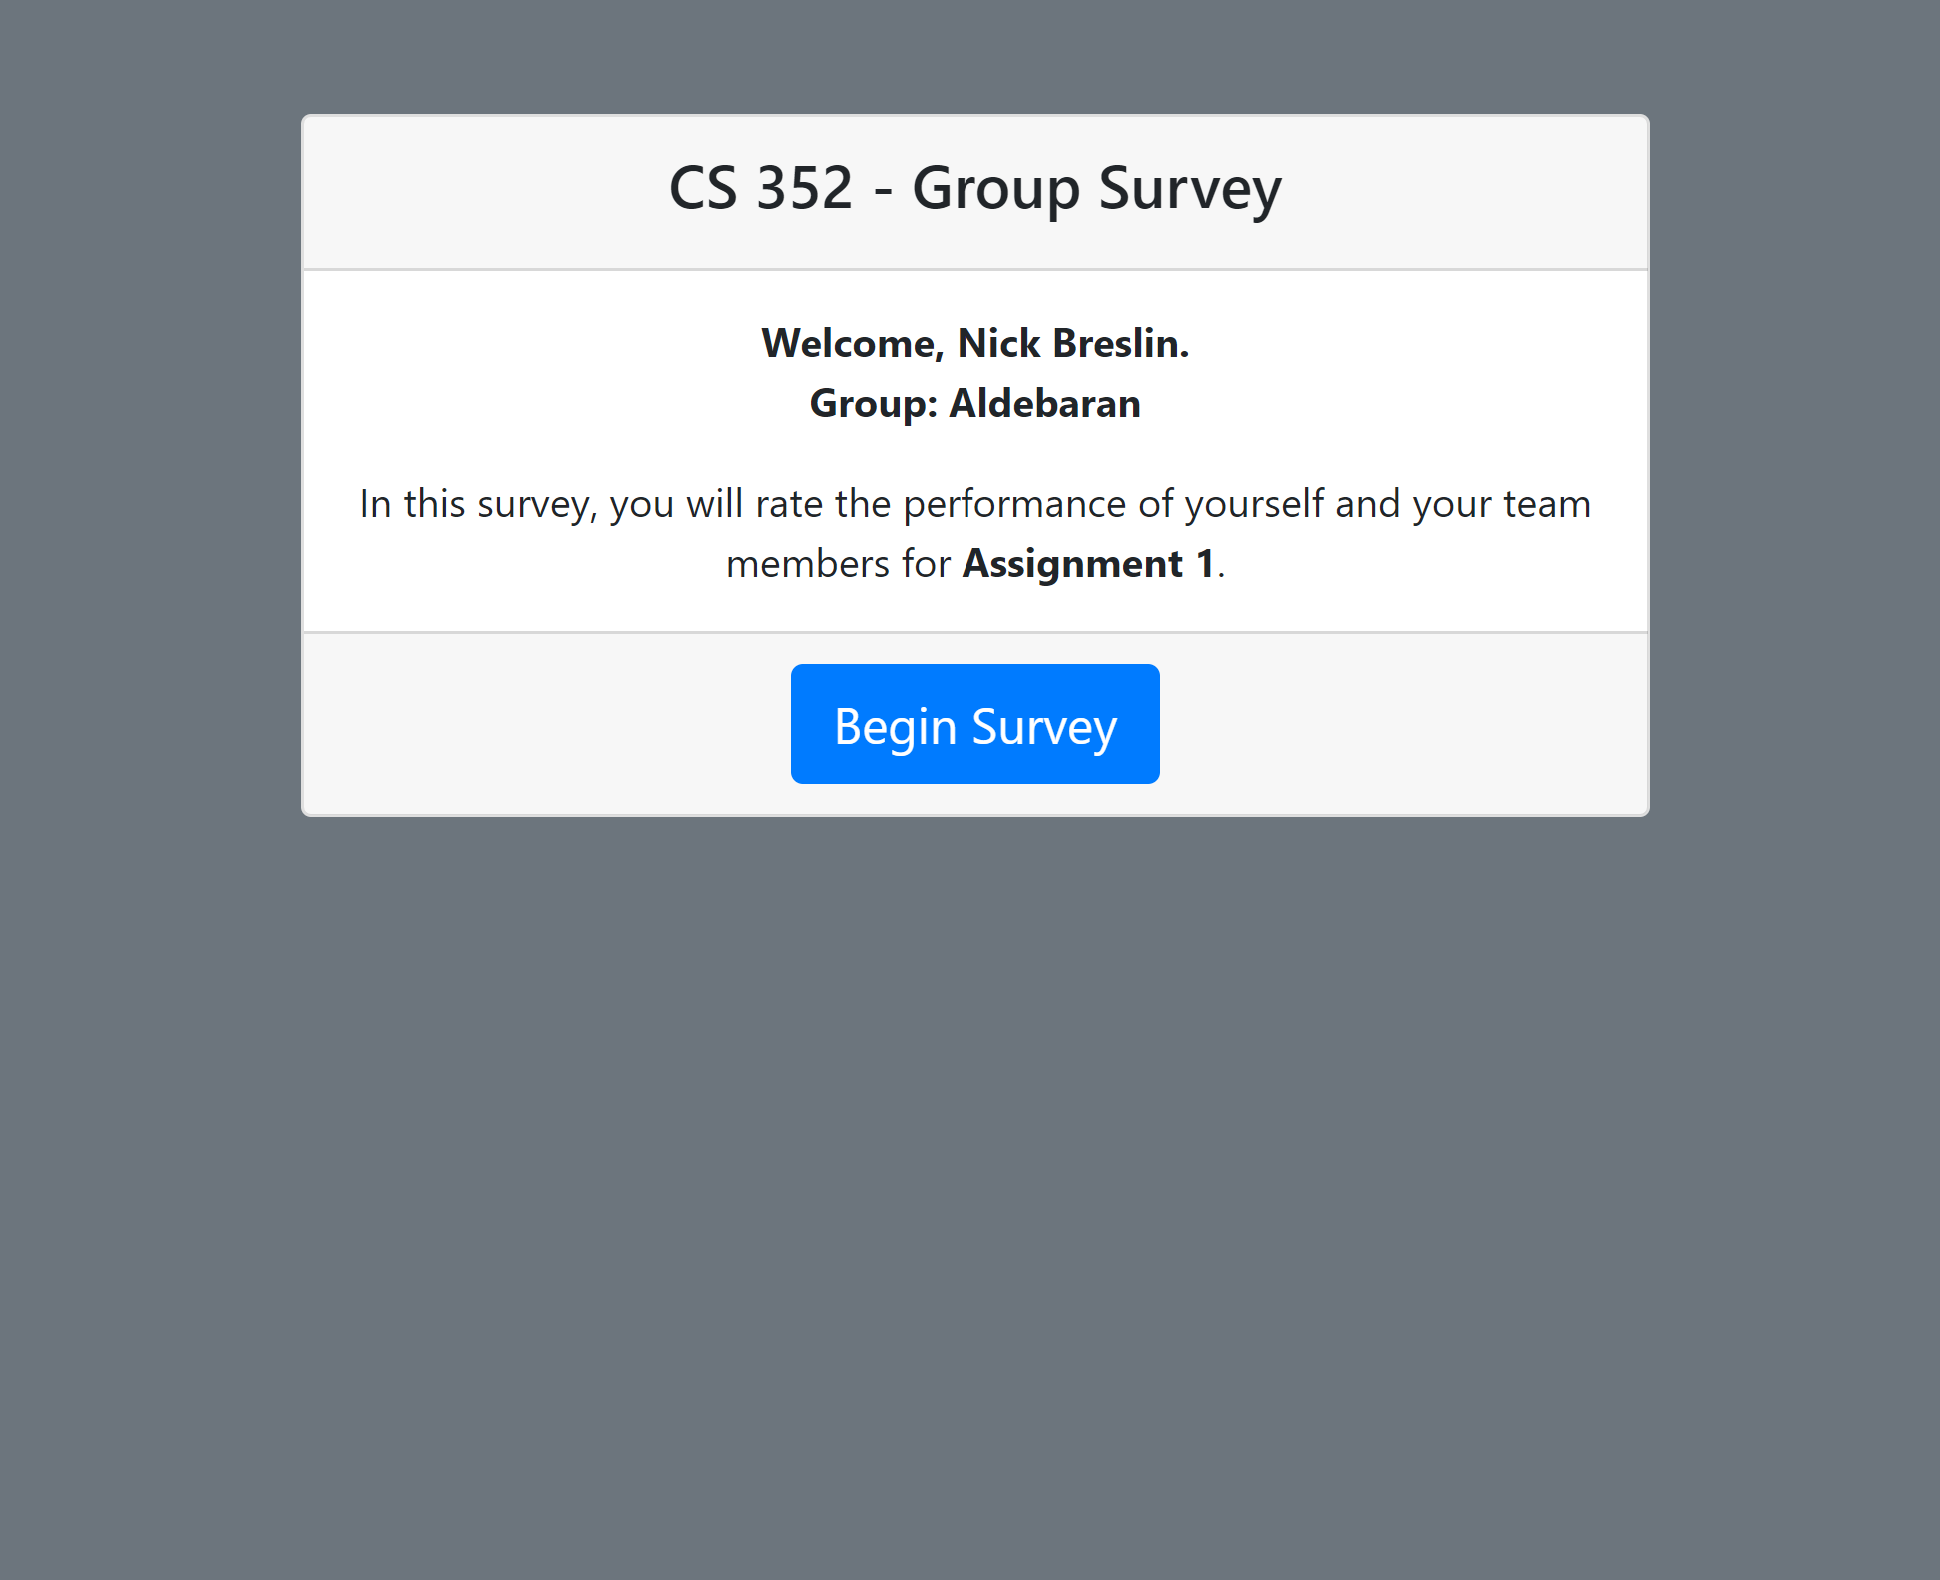 CS 352 - Group Survey
Welcome, Nick Breslin.
Group: Aldebaran
In this survey, you will rate the performance of yourself and your team
members for Assignment 1.
Begin Survey